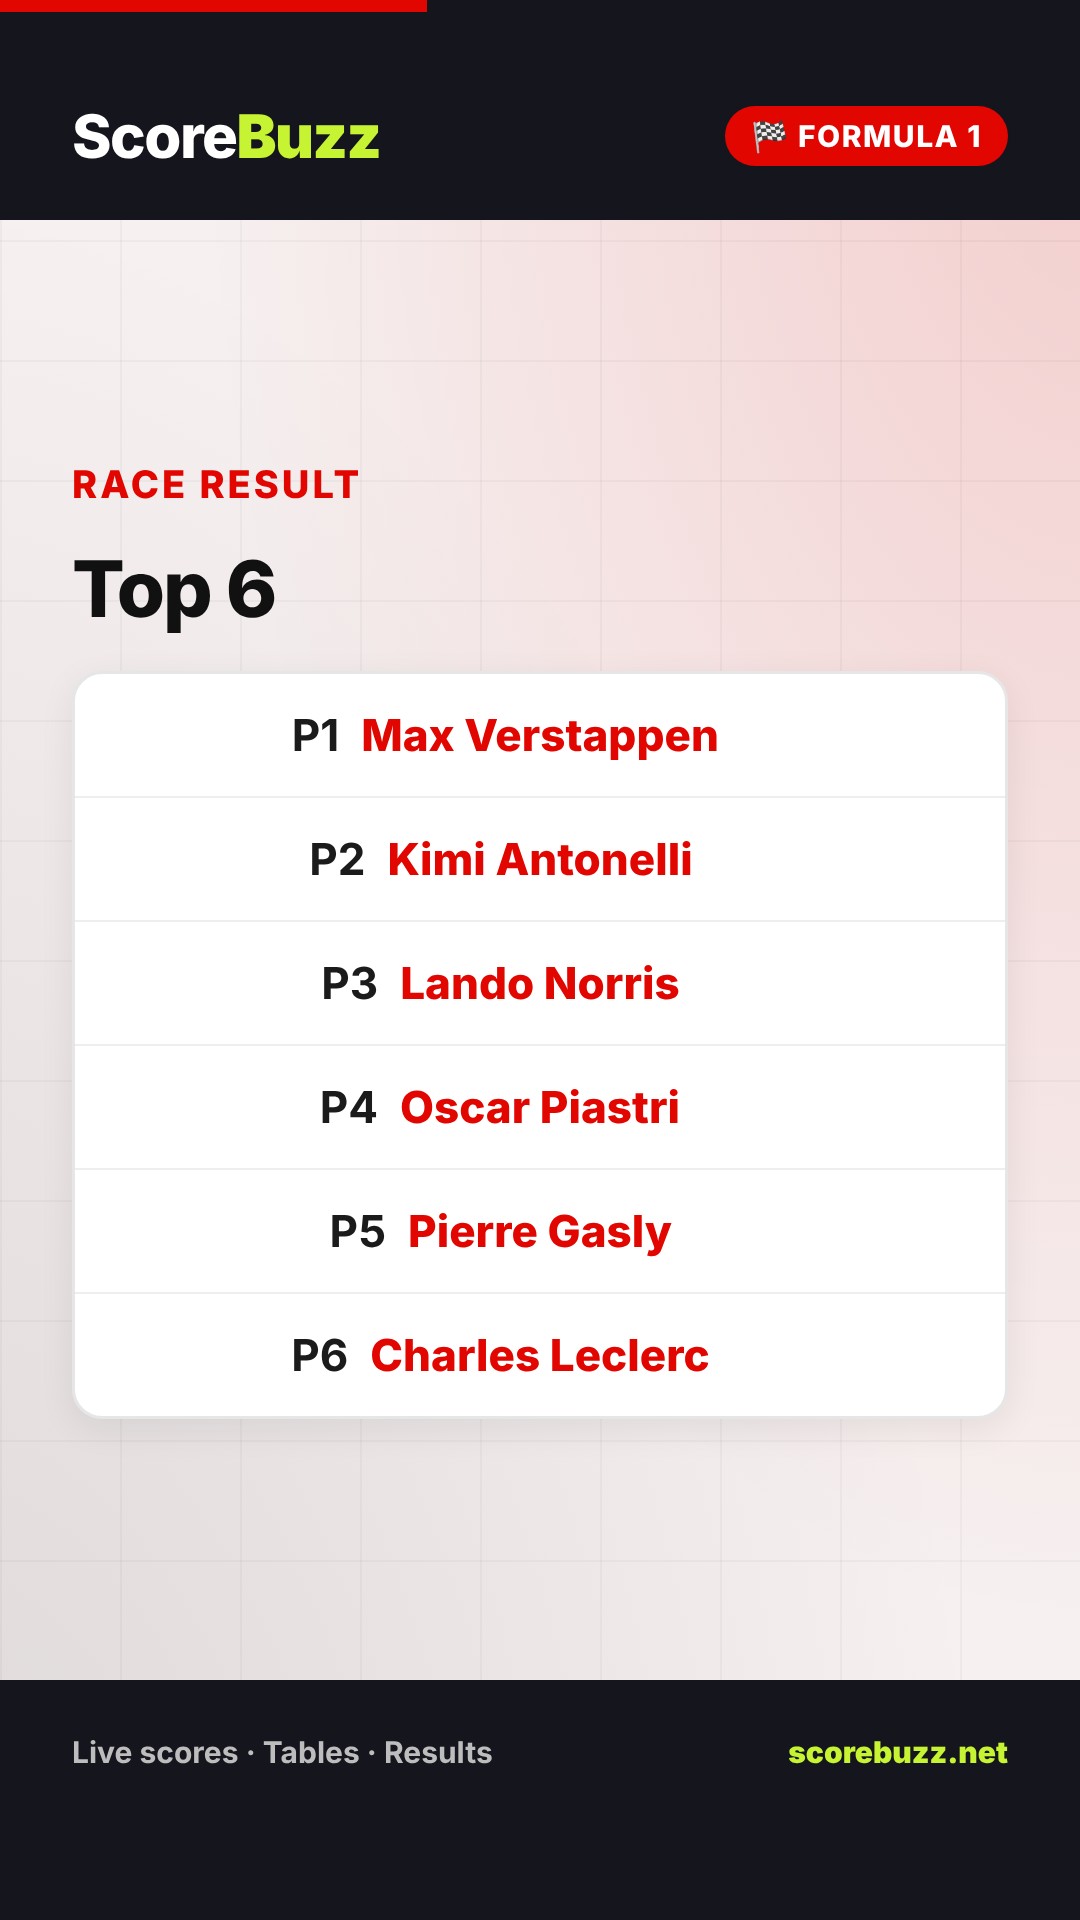 ScoreBuzz
🏁 FORMULA 1
RACE RESULT
Top 6
P1 Max Verstappen
P2 Kimi Antonelli
P3 Lando Norris
P4 Oscar Piastri
P5 Pierre Gasly
P6 Charles Leclerc
Live scores · Tables · Results
scorebuzz.net